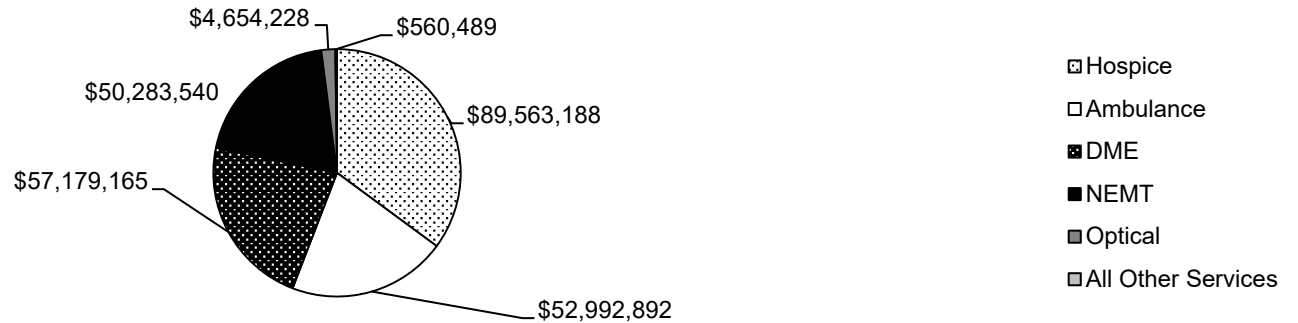 $4,654,228
$560,489
$50,283,540
$89,563,188
$57,179,165
$52,992,892
Hospice
Ambulance
DME
NEMT
Optical
All Other Services